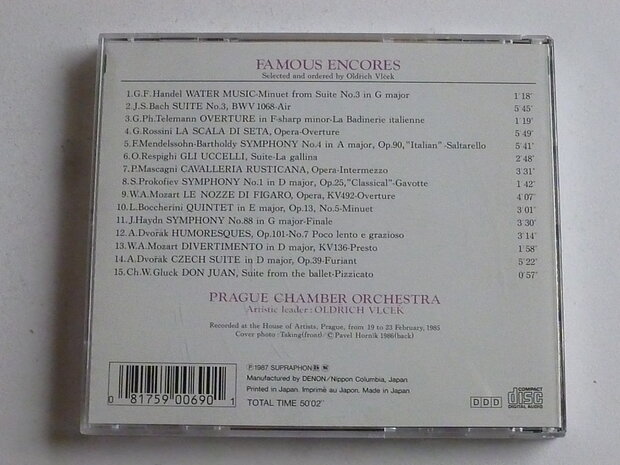 FAMOUS ENCORES
Selected and ordered by Oldrich Vlček
1.G.F.Handel WATER MUSIC-Minuet from Suite No.3 in G major 1'18"
2.J.S.Bach SUITE No.3, BWV1068-Air 5'45"
3.G.Ph.Telemann OVERTURE in F-sharp minor-La Badinerie italienne 1'19"
4.G.Rossini LA SCALA DI SETA, Opera-Overture 5'49"
5.F.Mendelssohn-Bartholdy SYMPHONY No.4 in A major, Op.90, "Italian" -Saltarello 5'41"
6.O.Respighi GLI UCCELLI, Suite-La gallina 2'48"
7.P.Mascagni CAVALLERIA RUSTICANA, Opera-Intermezzo 3'31"
8.S.Prokofiev SYMPHONY No.1 in D major, Op.25, "Classical"-Gavotte 1'42"
9.W.A.Mozart LE NOZZE DI FIGARO, Opera, KV492-Overture 4'07"
10.L.Boccherini QUINTET in E major, Op.13, No.5-Minuet 3'01"
11.J.Haydn SYMPHONY No.88 in G major-Finale 3'30"
12.A.Dvořák HUMORESQUES, Op.101-No.7 Poco lento e grazioso 3'14"
13.W.A.Mozart DIVERTIMENTO in D major, KV136-Presto 1'58"
14.A.Dvořák CZECH SUITE in D major, Op.39-Furiant 5'22"
15.Ch.W.Gluck DON JUAN, Suite from the ballet-Pizzicato 0'57"
PRAGUE CHAMBER ORCHESTRA
Artistic leader:OLDRICH VLCEK
Recorded at the House of Artists, Prague, from 19 to 23 February, 1985
Cover photo:Taking(front)/© Pavel Horník 1986(back)
℗ 1987 SUPRAPHON
Manufactured by DENON/Nippon Columbia, Japan
Printed in Japan. Imprimé au Japon. Made in Japan
TOTAL TIME 50'02"
0 81759 00690 1
DDD
COMPACT
disc
DIGITAL AUDIO